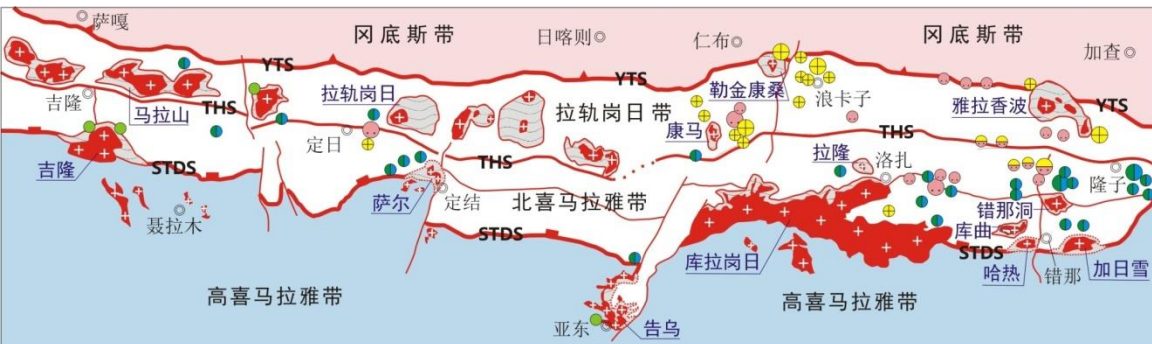 萨嘎
冈底斯带
日喀则
仁布
冈底斯带
加查
YTS
YTS
吉隆
马拉山
THS
拉轨岗日
拉轨岗日带
勒金康桑
浪卡子
雅拉香波
YTS
定日
康马
THS
吉隆
STDS
THS
拉隆
洛扎
隆子
萨尔
定结
北喜马拉雅带
错那洞
聂拉木
STDS
库曲
STDS
库拉岗日
哈热
错那
加日雪
高喜马拉雅带
高喜马拉雅带
亚东
告乌